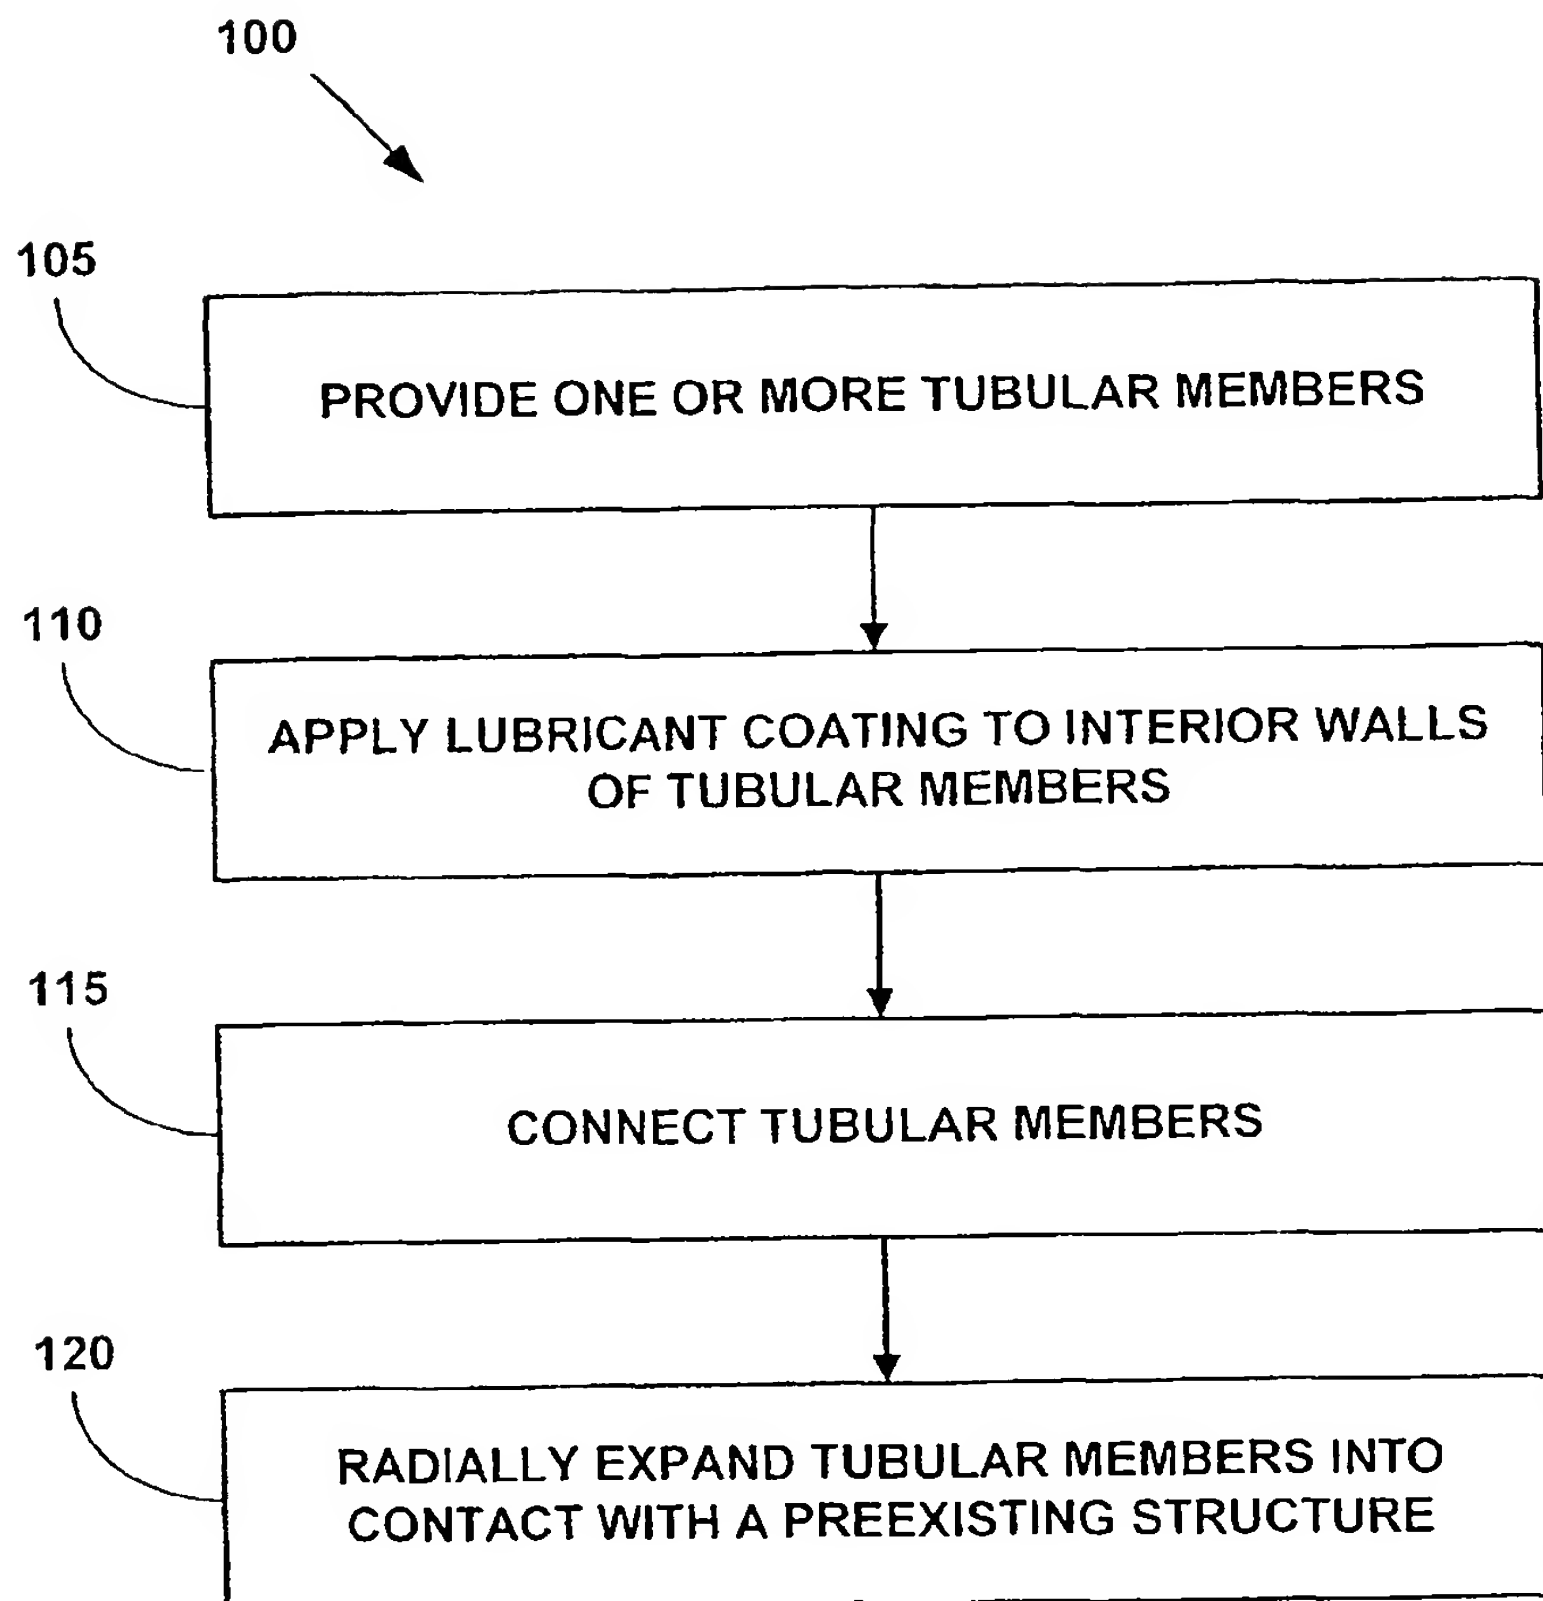 100
105
PROVIDE ONE OR MORE TUBULAR MEMBERS
110
APPLY LUBRICANT COATING TO INTERIOR WALLS
OF TUBULAR MEMBERS
115
CONNECT TUBULAR MEMBERS
120
RADIALLY EXPAND TUBULAR MEMBERS INTO
CONTACT WITH A PREEXISTING STRUCTURE